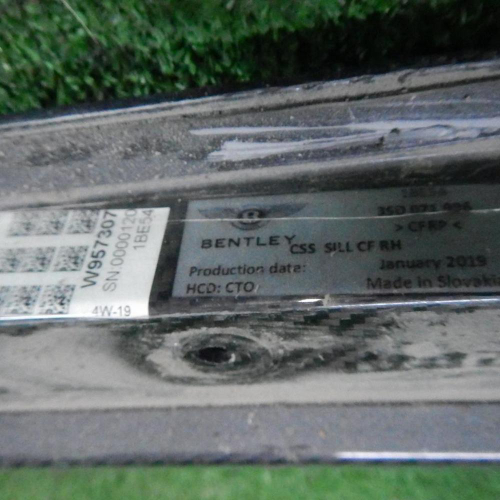 W957307
SN 0000120
1BE54
4W-19
> CFRP <
BENTLEY
CSS SILL CF RH
Production date: January 2019
HCD: CTO Made in Slovakia